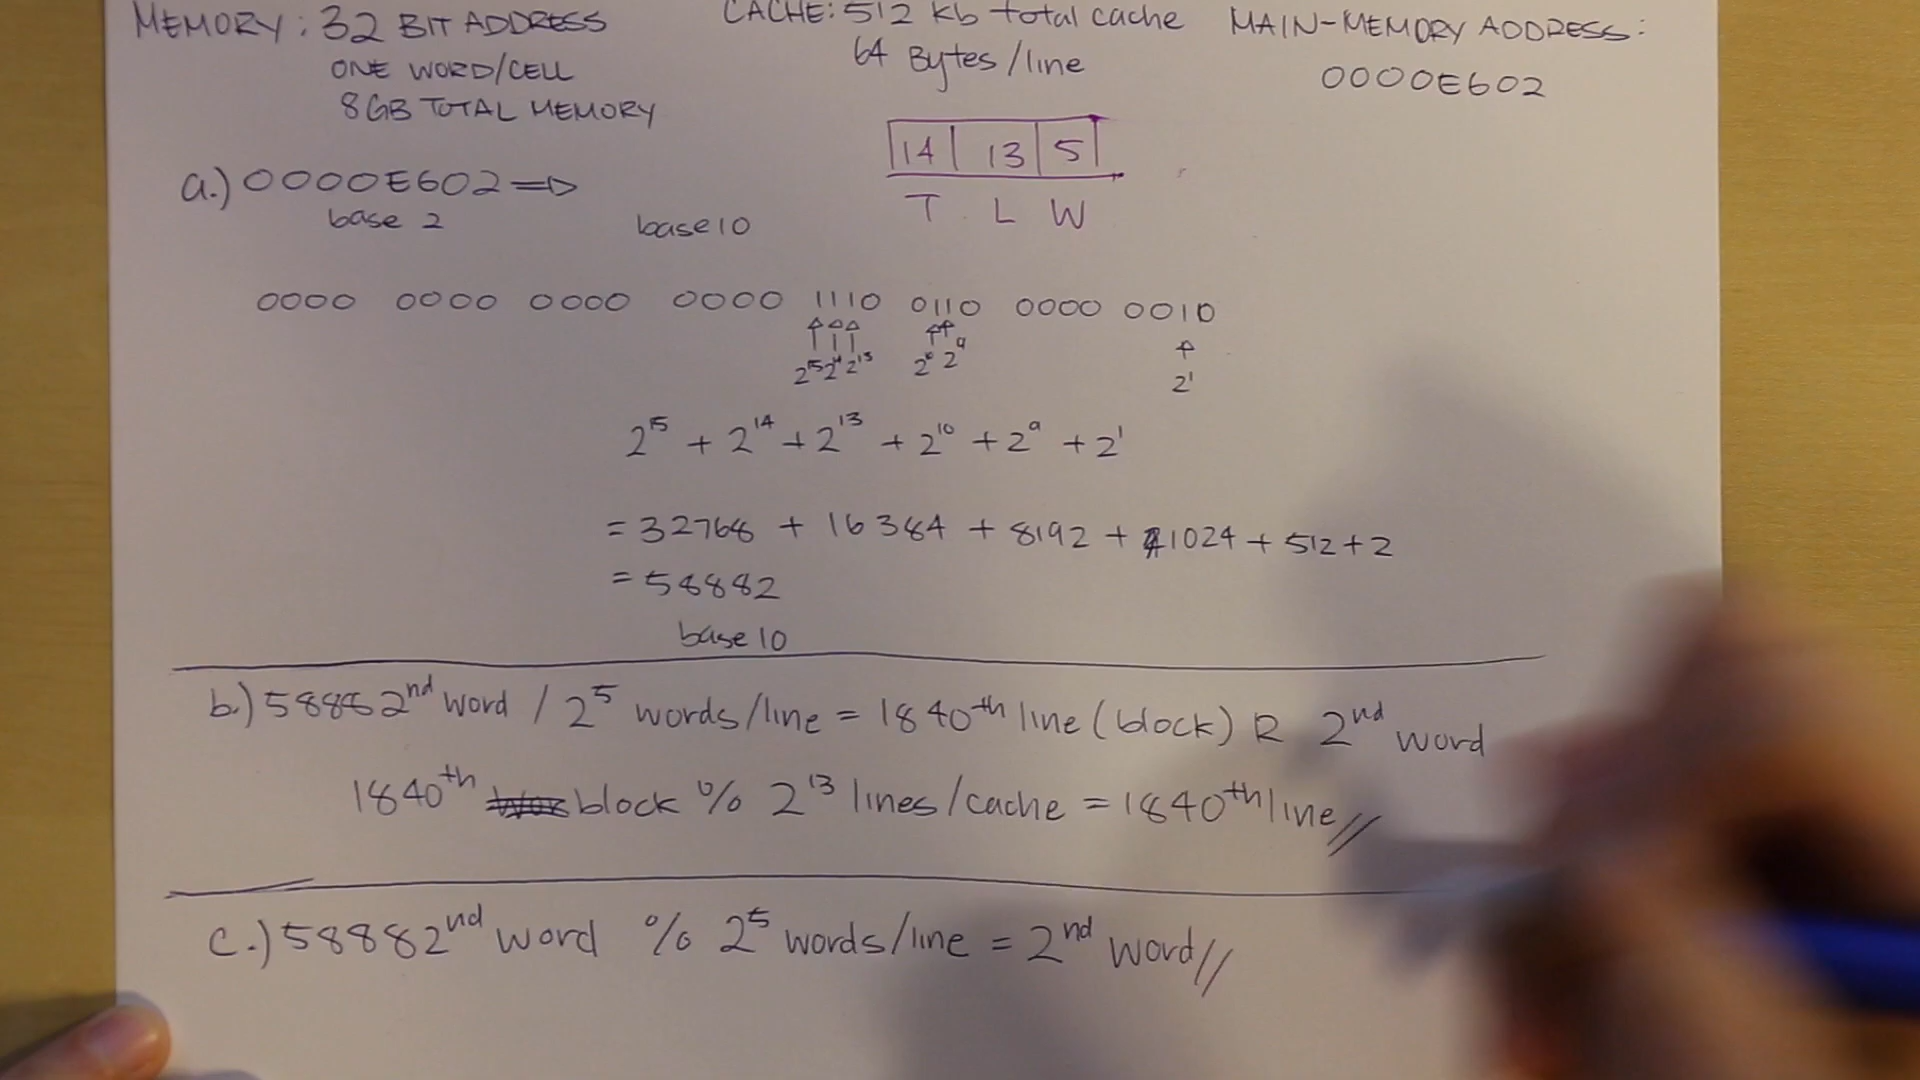 MEMORY: 32 BIT ADDRESS
ONE WORD/CELL
8GB TOTAL MEMORY
CACHE: 512 kb total cache
64 Bytes/line
MAIN-MEMORY ADDRESS:
0000E602
14 | 13 | 5
T L W
a.) 0000E602 =>
base 2 base 10
0000 0000 0000 0000 1110 0110 0000 0010
2^15 2^14 2^13 2^10 2^9 2^1
2^15 + 2^14 + 2^13 + 2^10 + 2^9 + 2^1
= 32768 + 16384 + 8192 + 1024 + 512 + 2
= 58882
base 10
b.) 58882nd word / 2^5 words/line = 1840th line (block) R 2nd word
1840th block % 2^13 lines/cache = 1840th line //
c.) 58882nd word % 2^5 words/line = 2nd word //